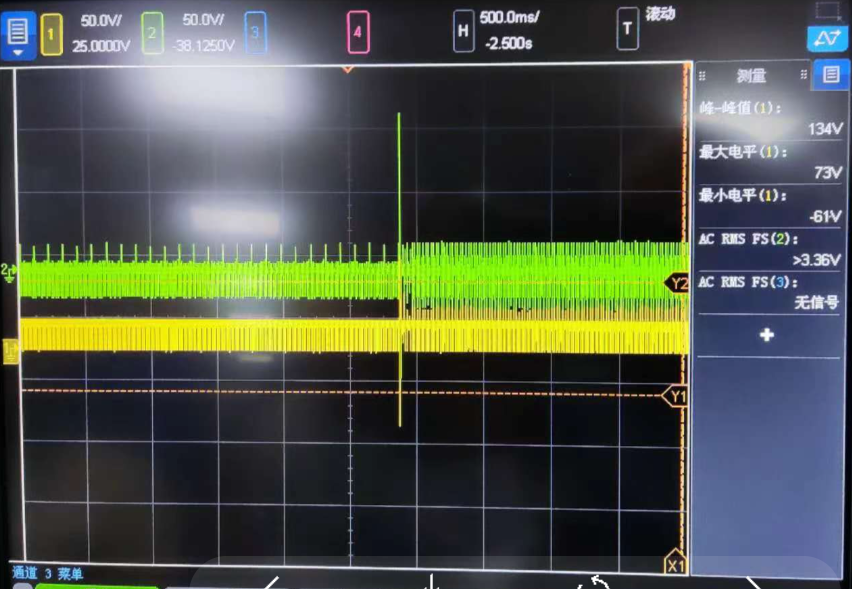 1
50.0V/
25.0000V
2
50.0V/
-38.1250V
3
4
H
500.0ms/
-2.500s
T
滚动
测量
峰-峰值(1):
134V
最大电平(1):
73V
最小电平(1):
-61V
AC RMS FS(2):
>3.36V
AC RMS FS(3):
无信号
2
Y2
Y1
X1
通道 3 菜单